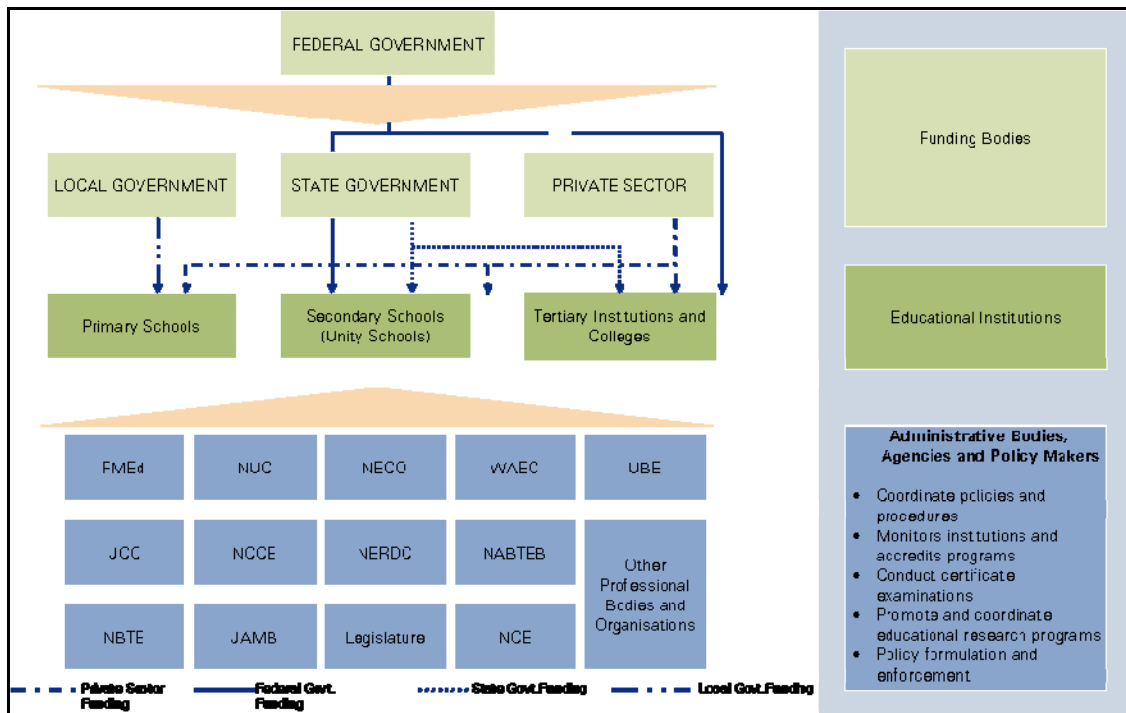 FEDERAL GOVERNMENT
LOCAL GOVERNMENT
STATE GOVERNMENT
PRIVATE SECTOR
Primary Schools
Secondary Schools
(Unity Schools)
Tertiary Institutions and
Colleges
FMEd
NUC
NECO
WAEC
UBE
JCC
NCCE
NERDC
NABTEB
Other
Professional
Bodies and
Organisations
NBTE
JAMB
Legislature
NCE
Private Sector
Funding
Federal Govt.
Funding
State Govt.Funding
Local Govt.Funding
Funding Bodies
Educational Institutions
Administrative Bodies,
Agencies and Policy Makers
• Coordinate policies and
procedures
• Monitors institutions and
accredits programs
• Conduct certificate
examinations
• Promote and coordinate
educational research programs
• Policy formulation and
enforcement